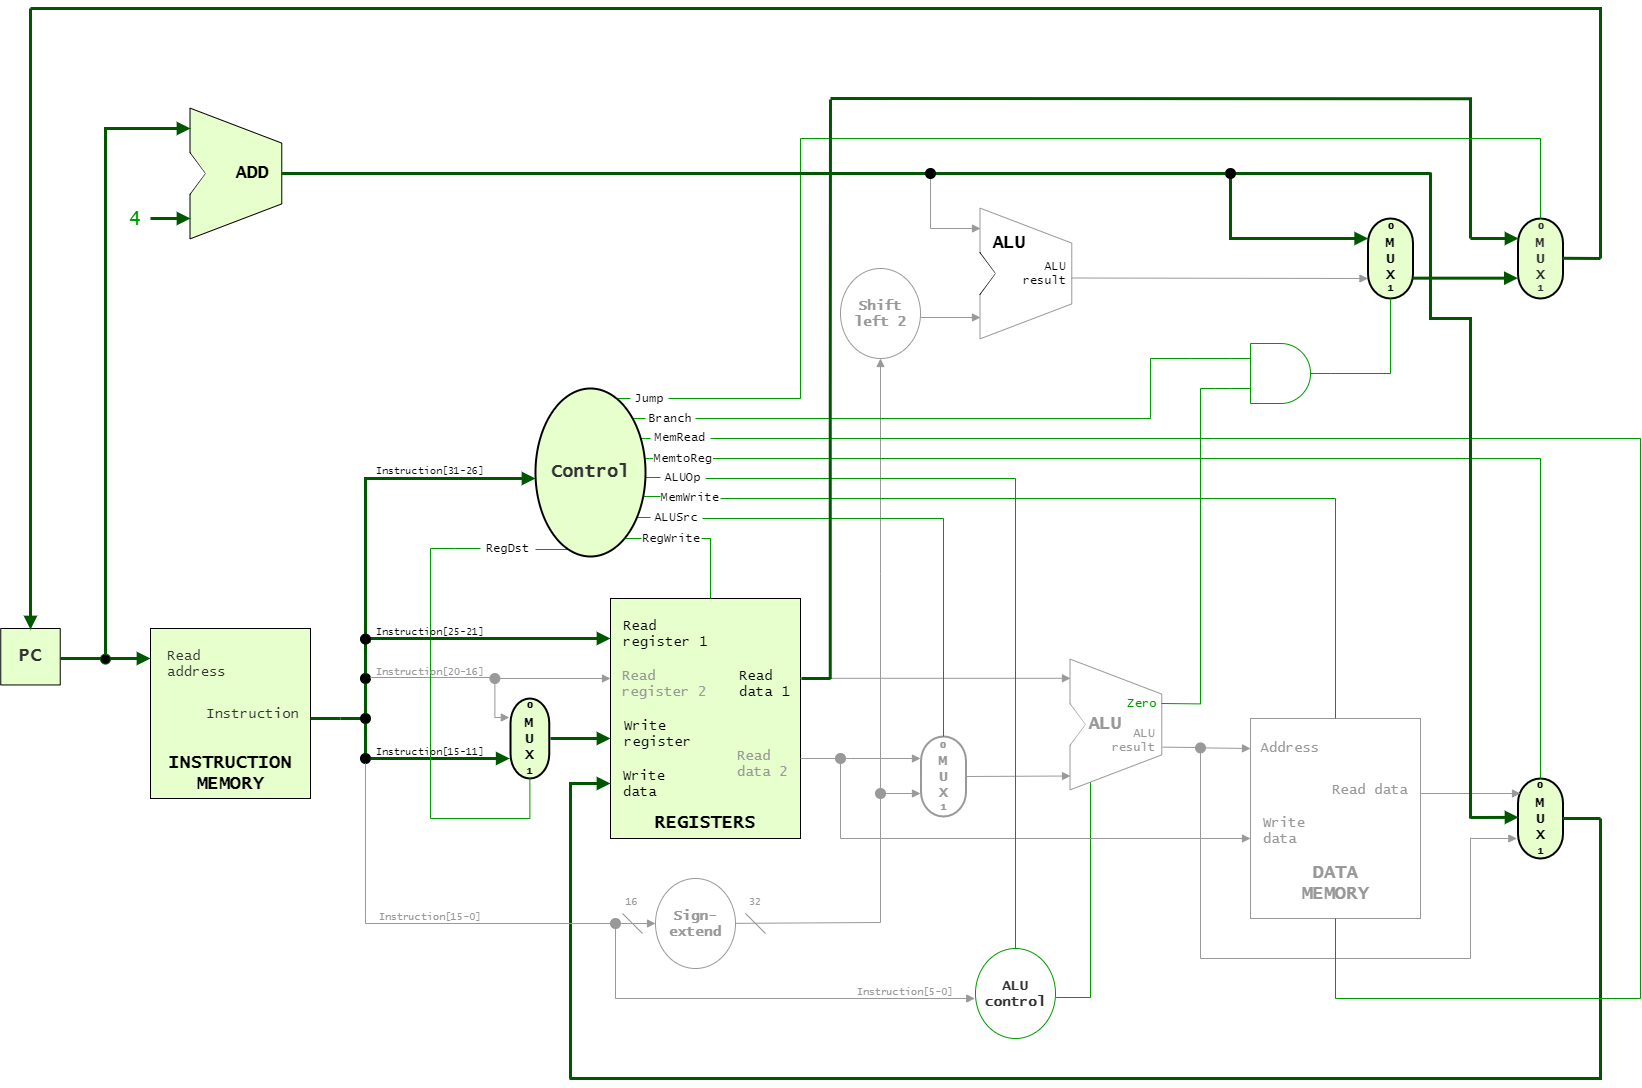 ADD
4
ALU
ALU
result
0
M
U
X
1
0
M
U
X
1
Shift
left 2
Jump
Branch
MemRead
MemtoReg
ALUOp
MemWrite
ALUSrc
RegWrite
RegDst
Control
Instruction[31-26]
Instruction[25-21]
Instruction[20-16]
Instruction[15-11]
PC
Read
address
Instruction
INSTRUCTION
MEMORY
0
M
U
X
1
Read
register 1
Read
register 2
Write
register
Write
data
Read
data 1
Read
data 2
REGISTERS
0
M
U
X
1
Zero
ALU
ALU
result
Address
Read data
Write
data
DATA
MEMORY
0
M
U
X
1
Instruction[15-0]
16
Sign-
extend
32
Instruction[5-0]
ALU
control